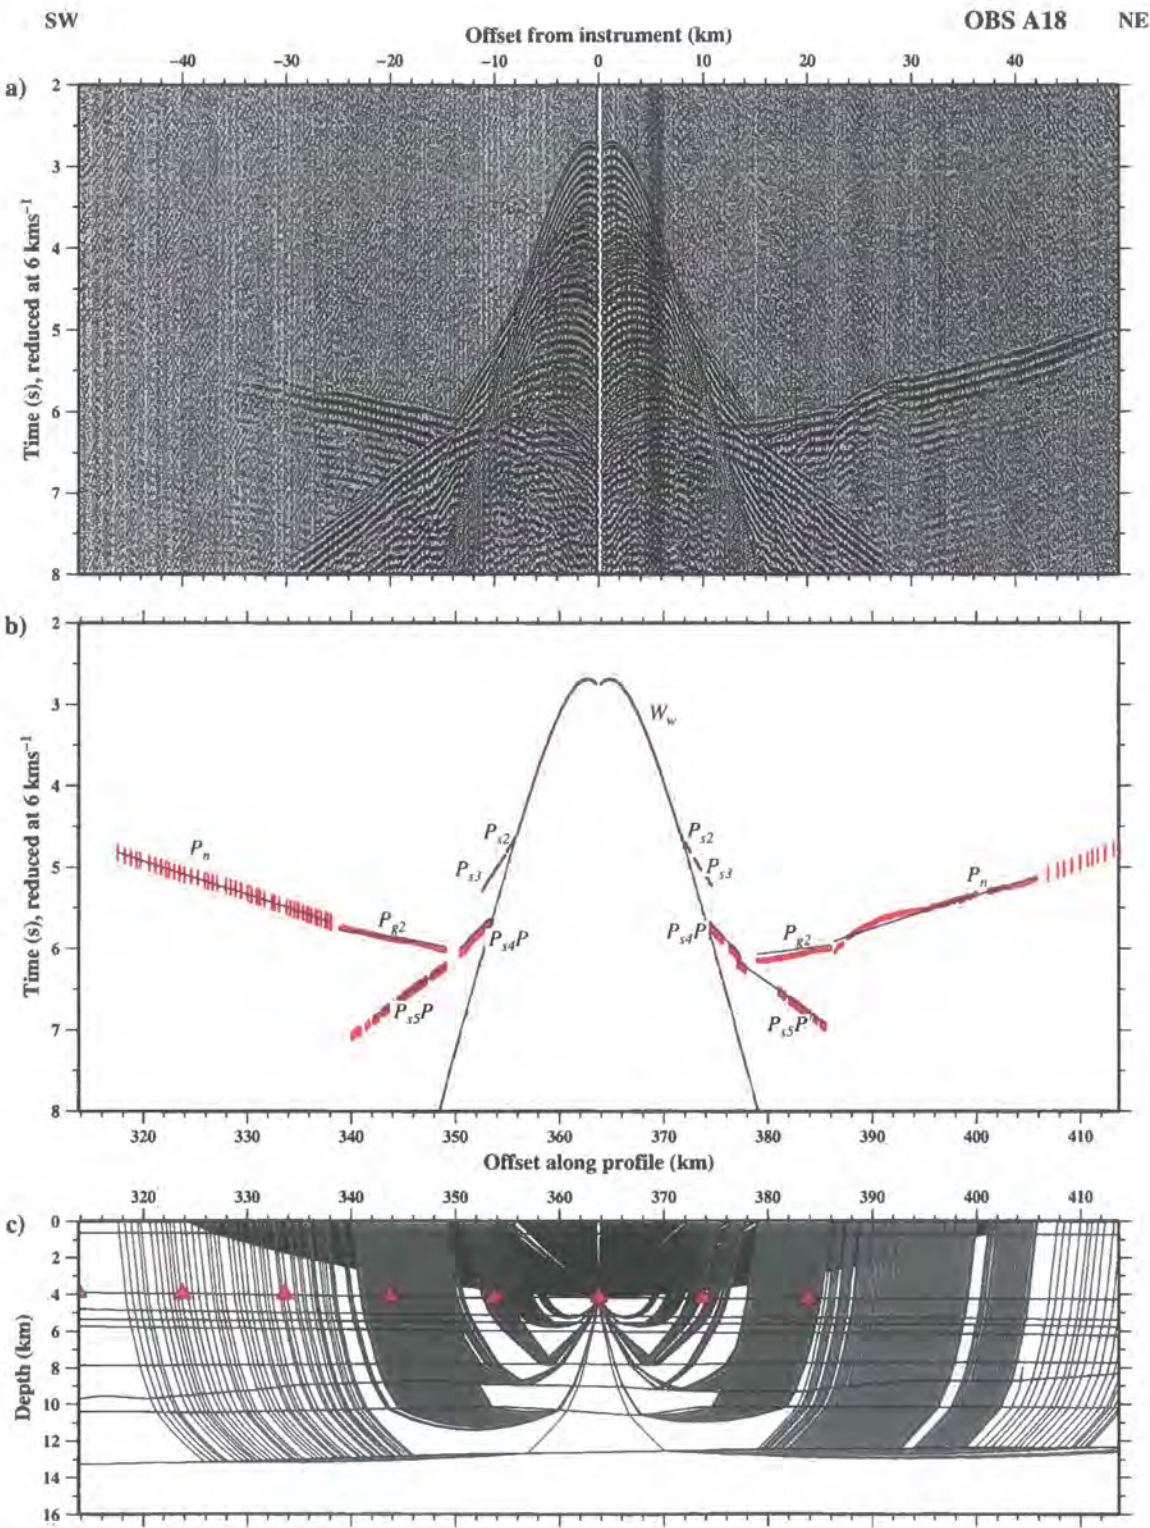 SW
OBS A18
NE
Offset from instrument (km)
−40 −30 −20 −10 0 10 20 30 40
a)
2
3
4
5
6
7
8
Time (s), reduced at 6 kms⁻¹
b)
2
3
4
5
6
7
8
Time (s), reduced at 6 kms⁻¹
Ww
Ps2
Ps2
Ps3
Ps3
Pn
Pn
Pg2
Pg2
Ps4P
Ps4P
Ps5P
Ps5P
320 330 340 350 360 370 380 390 400 410
Offset along profile (km)
320 330 340 350 360 370 380 390 400 410
c)
0
2
4
6
8
10
12
14
16
Depth (km)